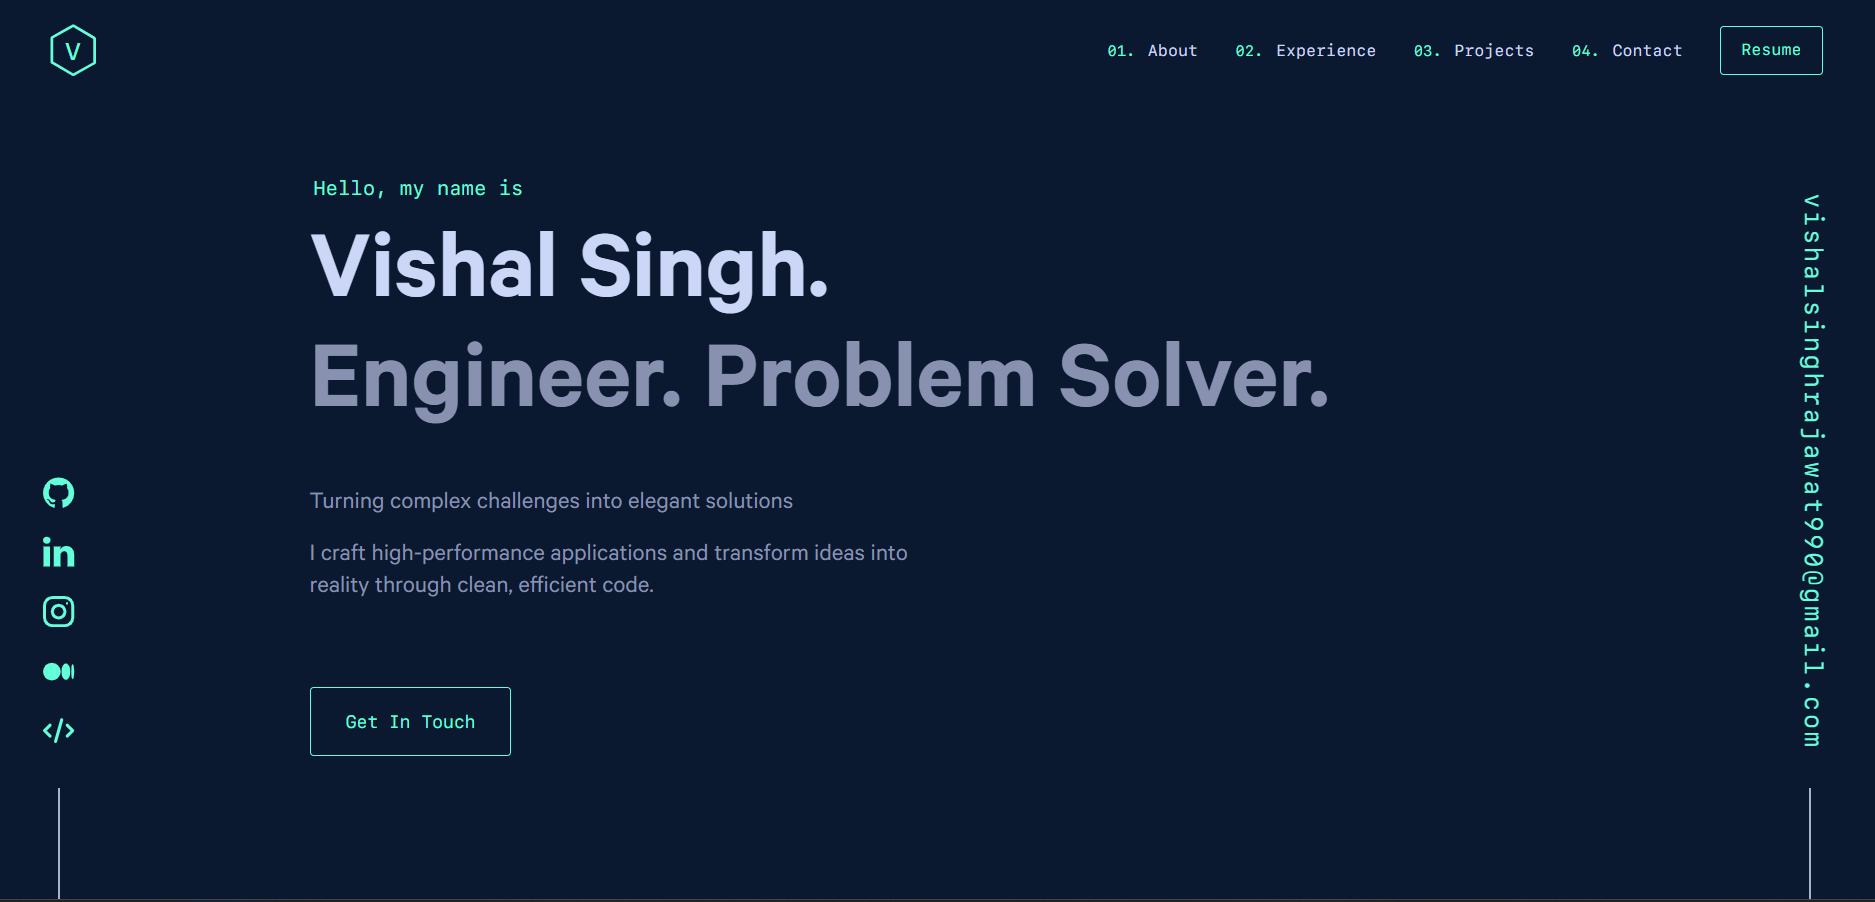 V
01. About 02. Experience 03. Projects 04. Contact Resume
Hello, my name is
Vishal Singh.
Engineer. Problem Solver.
Turning complex challenges into elegant solutions
I craft high-performance applications and transform ideas into
reality through clean, efficient code.
Get In Touch
vishalsinghrajawat990@gmail.com